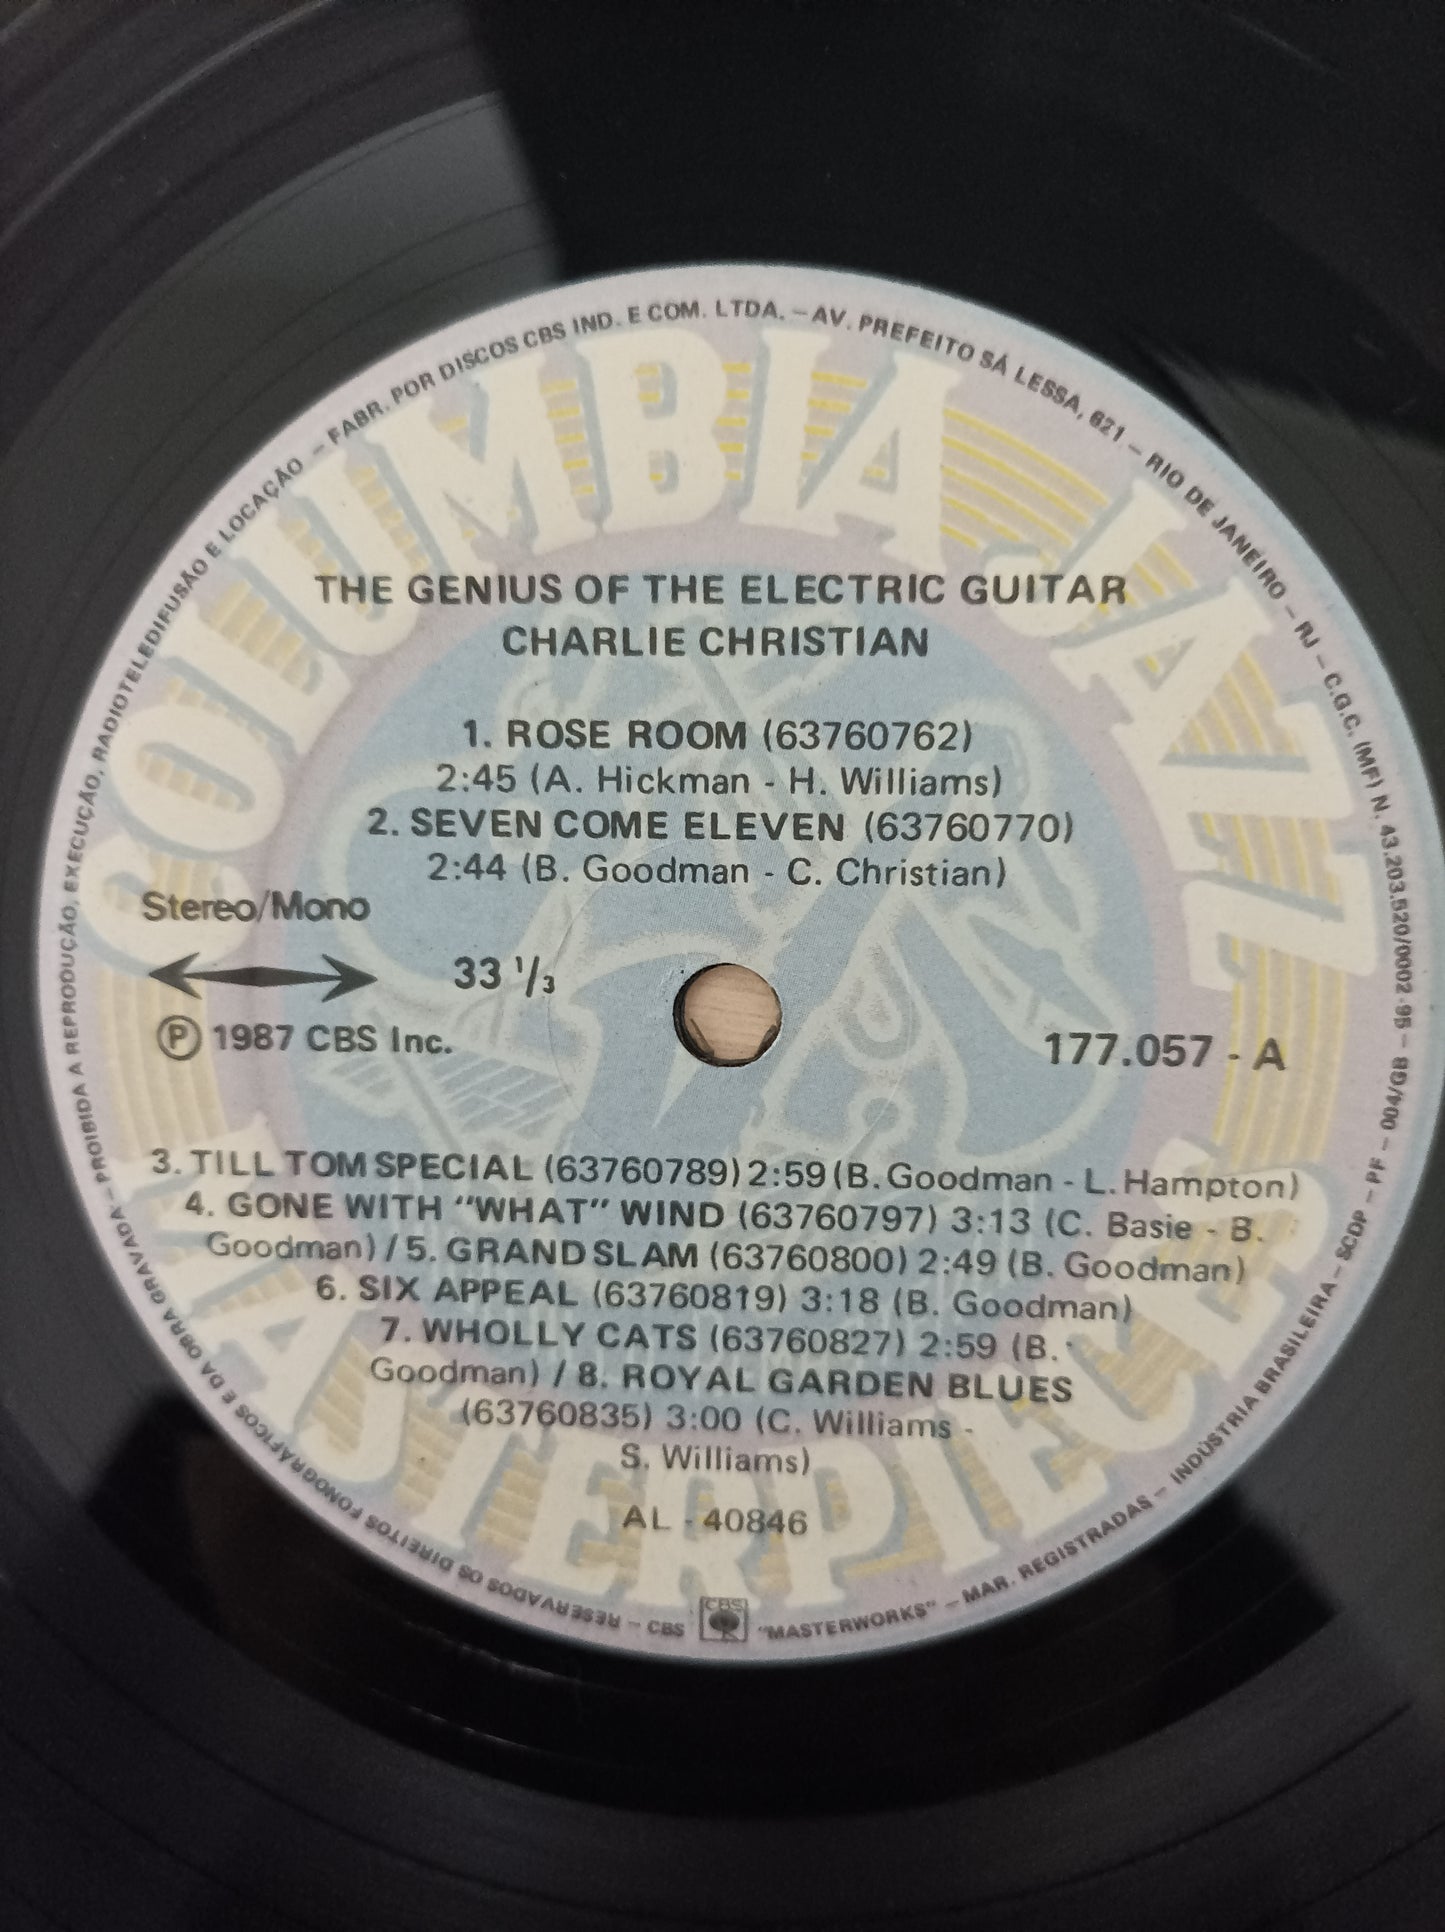 PROIBIDA A REPRODUÇÃO, EXECUÇÃO, RADIOTELEDIFUSÃO E LOCAÇÃO – FABR. POR DISCOS CBS IND. E COM. LTDA. – AV. PREFEITO SÁ LESSA, 621 – RIO DE JANEIRO – RJ – C.G.C. (MF) N. 43.203.520/0002-95 – BD/004/ – PF – SCDP – INDÚSTRIA BRASILEIRA
COLUMBIA JAZZ
THE GENIUS OF THE ELECTRIC GUITAR
CHARLIE CHRISTIAN
1. ROSE ROOM (63760762)
2:45 (A. Hickman - H. Williams)
2. SEVEN COME ELEVEN (63760770)
2:44 (B. Goodman - C. Christian)
Stereo/Mono
33 1/3
Ⓟ 1987 CBS Inc.
177.057 - A
3. TILL TOM SPECIAL (63760789) 2:59 (B. Goodman - L. Hampton)
4. GONE WITH “WHAT” WIND (63760797) 3:13 (C. Basie - B.
Goodman) / 5. GRAND SLAM (63760800) 2:49 (B. Goodman)
6. SIX APPEAL (63760819) 3:18 (B. Goodman)
7. WHOLLY CATS (63760827) 2:59 (B.
Goodman) / 8. ROYAL GARDEN BLUES
(63760835) 3:00 (C. Williams -
S. Williams)
AL - 40846
MASTERPIECES
CBS
RESERVADOS OS DIREITOS FONOGRÁFICOS E DA OBRA GRAVADA –
– CBS “MASTERWORKS” – MAR. REGISTRADAS –